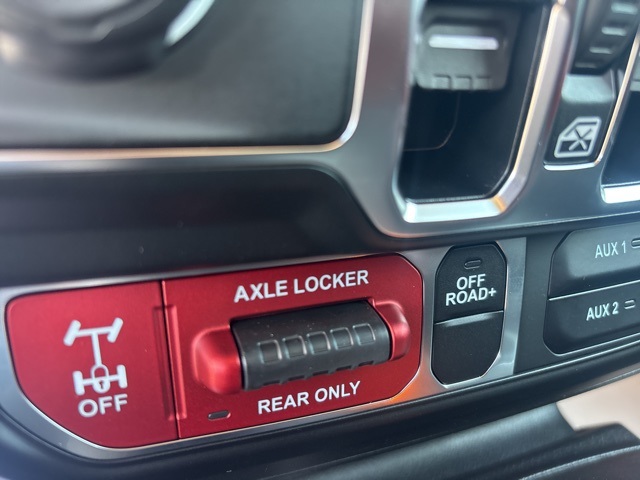 AXLE LOCKER
OFF
REAR ONLY
OFF
ROAD+
AUX 1
AUX 2